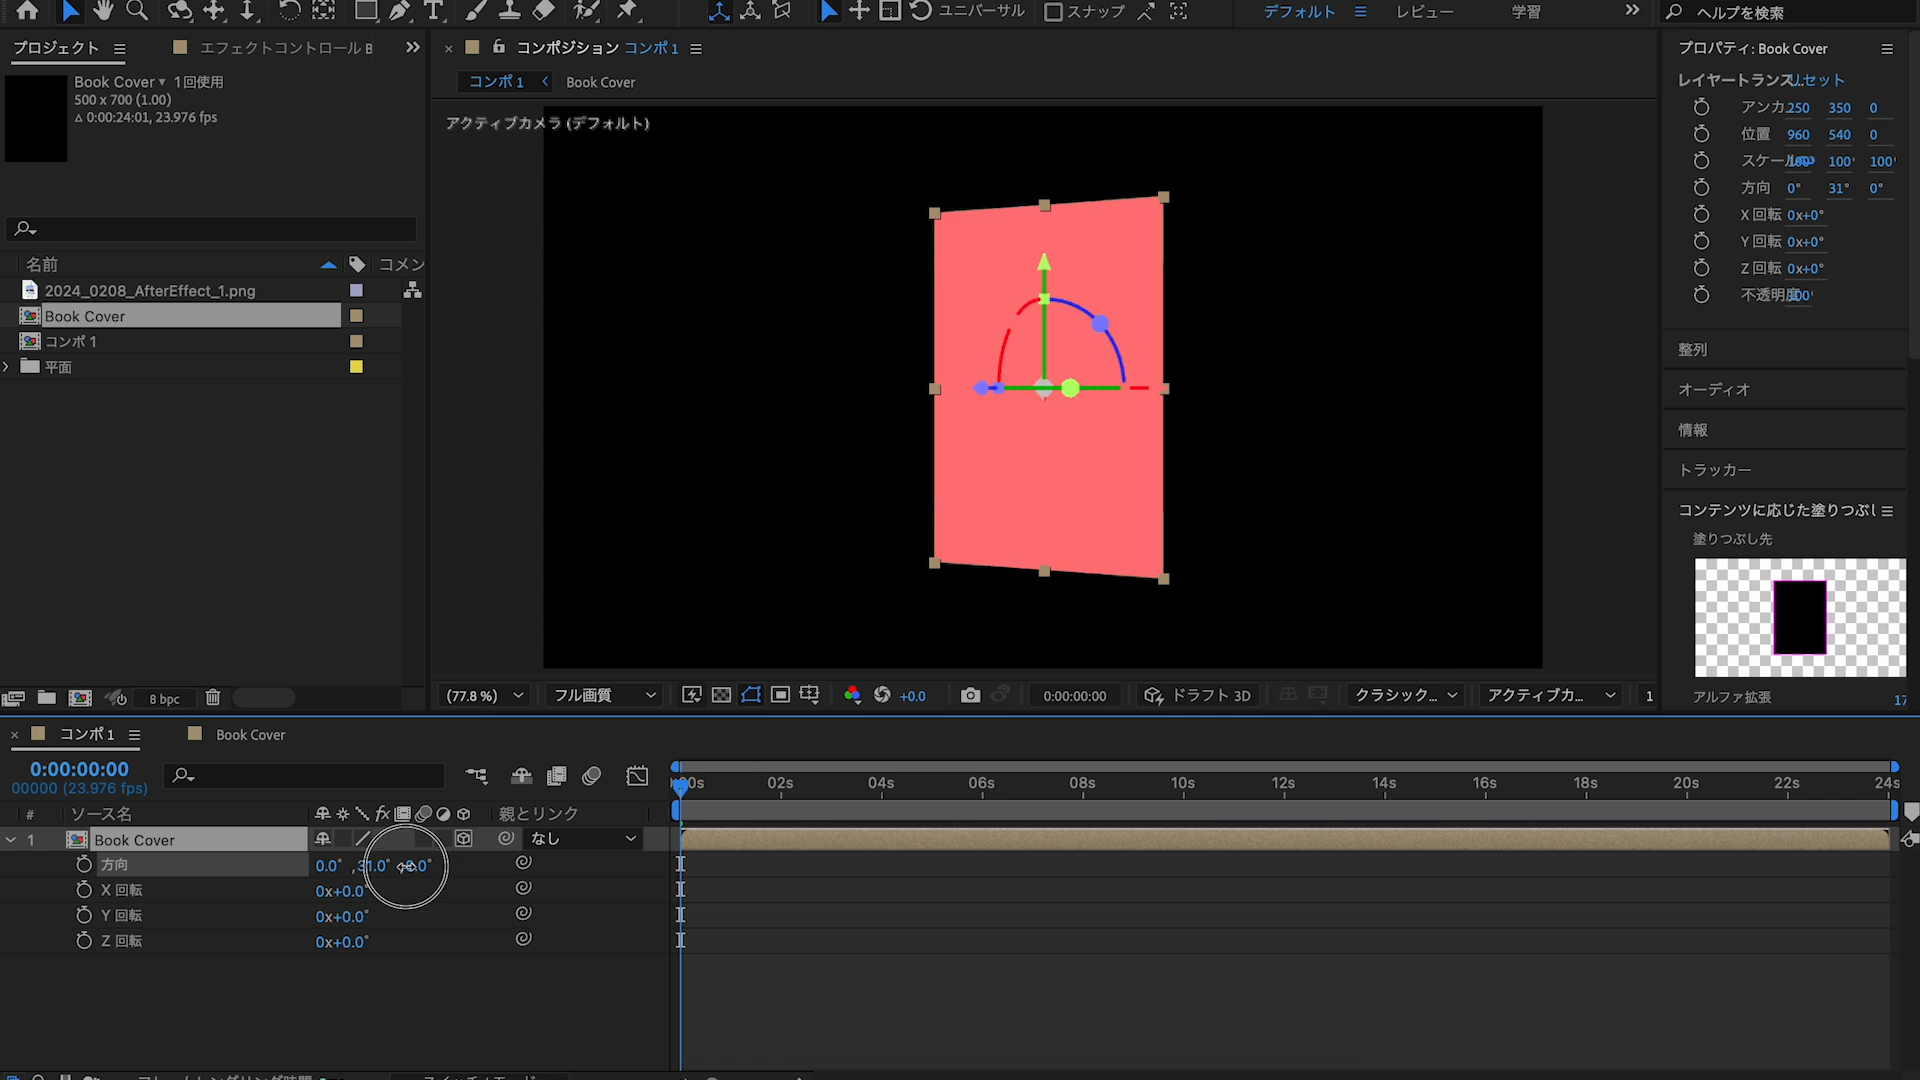 ユニバーサル
スナップ
デフォルト
レビュー
学習
ヘルプを検索
プロジェクト
エフェクトコントロール B
Book Cover 1回使用
500 x 700 (1.00)
Δ 0:00:24:01, 23.976 fps
名前
コメン
2024_0208_AfterEffect_1.png
Book Cover
コンポ 1
平面
8 bpc
コンポジション コンポ 1
コンポ 1
Book Cover
アクティブカメラ (デフォルト)
(77.8 %)
フル画質
+0.0
0:00:00:00
ドラフト 3D
クラシック...
アクティブカ...
1
プロパティ: Book Cover
レイヤートランス... リセット
アンカ 250 350 0
位置 960 540 0
スケール 100 100 100
方向 0° 31° 0°
X 回転 0x+0°
Y 回転 0x+0°
Z 回転 0x+0°
不透明度
整列
オーディオ
情報
トラッカー
コンテンツに応じた塗りつぶし
塗りつぶし先
アルファ拡張
17
コンポ 1
Book Cover
0:00:00:00
00000 (23.976 fps)
:00s 02s 04s 06s 08s 10s 12s 14s 16s 18s 20s 22s 24s
# ソース名
fx
親とリンク
1 Book Cover
なし
方向 0.0°, 31.0°, 0.0°
X 回転 0x+0.0°
Y 回転 0x+0.0°
Z 回転 0x+0.0°